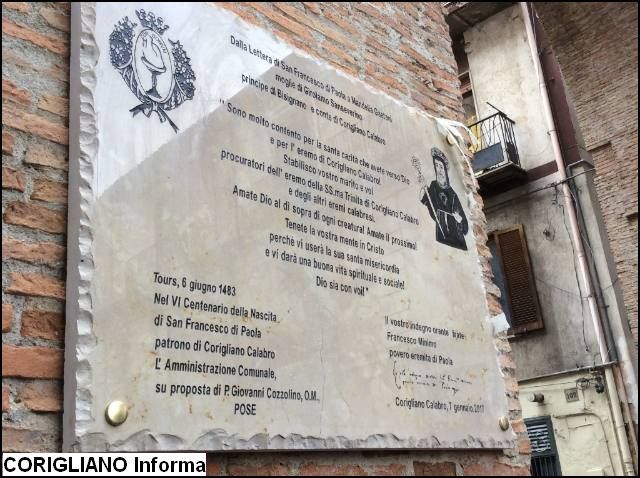 Dalla Lettera di San Francesco di Paola a Mandella Gaetani
moglie di Girolamo Sanseverino
principe di Bisignano e conte di Corigliano Calabro
" Sono molto contento per la santa carità che avete verso Dio
e per l' eremo di Corigliano Calabro!
Stabilisco vostro marito e voi
procuratori dell' eremo della SS.ma Trinità di Corigliano Calabro
e degli altri eremi calabresi.
Amate Dio al di sopra di ogni creatura! Amate il prossimo!
Tenete la vostra mente in Cristo
perchè vi userà la sua santa misericordia
e vi darà una buona vita spirituale e sociale!
Dio sia con voi! "
Tours, 6 giugno 1483
Nel VI Centenario della Nascita
di San Francesco di Paola
patrono di Corigliano Calabro
L' Amministrazione Comunale,
su proposta di P. Giovanni Cozzolino, O.M.,
POSE
Il vostro indegno orante
Francesco Minimo
povero eremita di Paola
Corigliano Calabro, 7 gennaio 2017
CORIGLIANO Informa